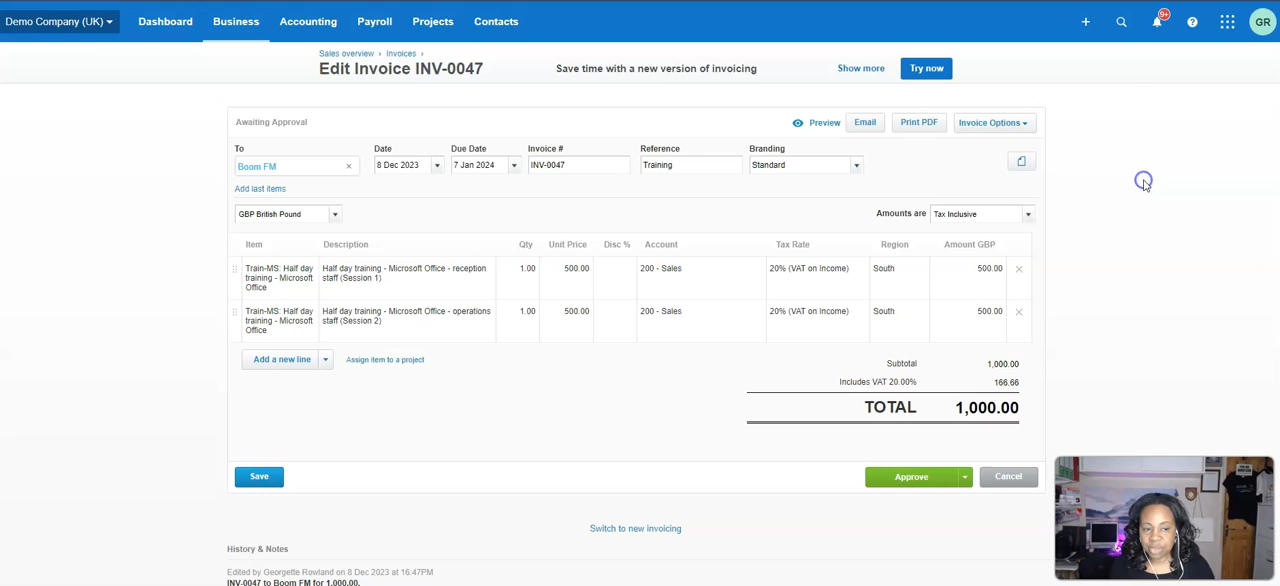 Demo Company (UK)
Dashboard
Business
Accounting
Payroll
Projects
Contacts
9+
GR
Sales overview › Invoices ›
Edit Invoice INV-0047
Save time with a new version of invoicing
Show more
Try now
Awaiting Approval
Preview
Email
Print PDF
Invoice Options
To
Date
Due Date
Invoice #
Reference
Branding
Boom FM
8 Dec 2023
7 Jan 2024
INV-0047
Training
Standard
Add last items
GBP British Pound
Amounts are
Tax Inclusive
Item
Description
Qty
Unit Price
Disc %
Account
Tax Rate
Region
Amount GBP
Train-MS: Half day
training - Microsoft
Office
Half day training - Microsoft Office - reception
staff (Session 1)
1.00
500.00
200 - Sales
20% (VAT on Income)
South
500.00
Train-MS: Half day
training - Microsoft
Office
Half day training - Microsoft Office - operations
staff (Session 2)
1.00
500.00
200 - Sales
20% (VAT on Income)
South
500.00
Add a new line
Assign item to a project
Subtotal
1,000.00
Includes VAT 20.00%
166.66
TOTAL
1,000.00
Save
Approve
Cancel
Switch to new invoicing
History & Notes
Edited by Georgette Rowland on 8 Dec 2023 at 16:47PM
INV-0047 to Boom FM for 1,000.00.